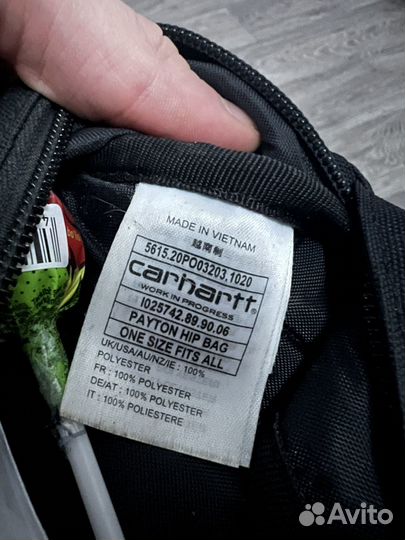 MADE IN VIETNAM
越南制
5615.20PO03203.1020
carhartt
WORK IN PROGRESS
I025742.89.90.06
PAYTON HIP BAG
ONE SIZE FITS ALL
UK/USA/AU/NZ/IE : 100%
POLYESTER
FR : 100% POLYESTER
DE/AT : 100% POLYESTER
IT : 100% POLIESTERE
Avito